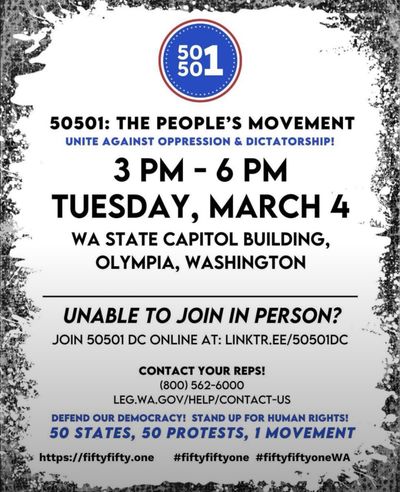 50
50
1
50501: THE PEOPLE'S MOVEMENT
UNITE AGAINST OPPRESSION & DICTATORSHIP!
3 PM - 6 PM
TUESDAY, MARCH 4
WA STATE CAPITOL BUILDING,
OLYMPIA, WASHINGTON
UNABLE TO JOIN IN PERSON?
JOIN 50501 DC ONLINE AT: LINKTR.EE/50501DC
CONTACT YOUR REPS!
(800) 562-6000
LEG.WA.GOV/HELP/CONTACT-US
DEFEND OUR DEMOCRACY! STAND UP FOR HUMAN RIGHTS!
50 STATES, 50 PROTESTS, 1 MOVEMENT
https://fiftyfifty.one #fiftyfiftyone #fiftyfiftyoneWA